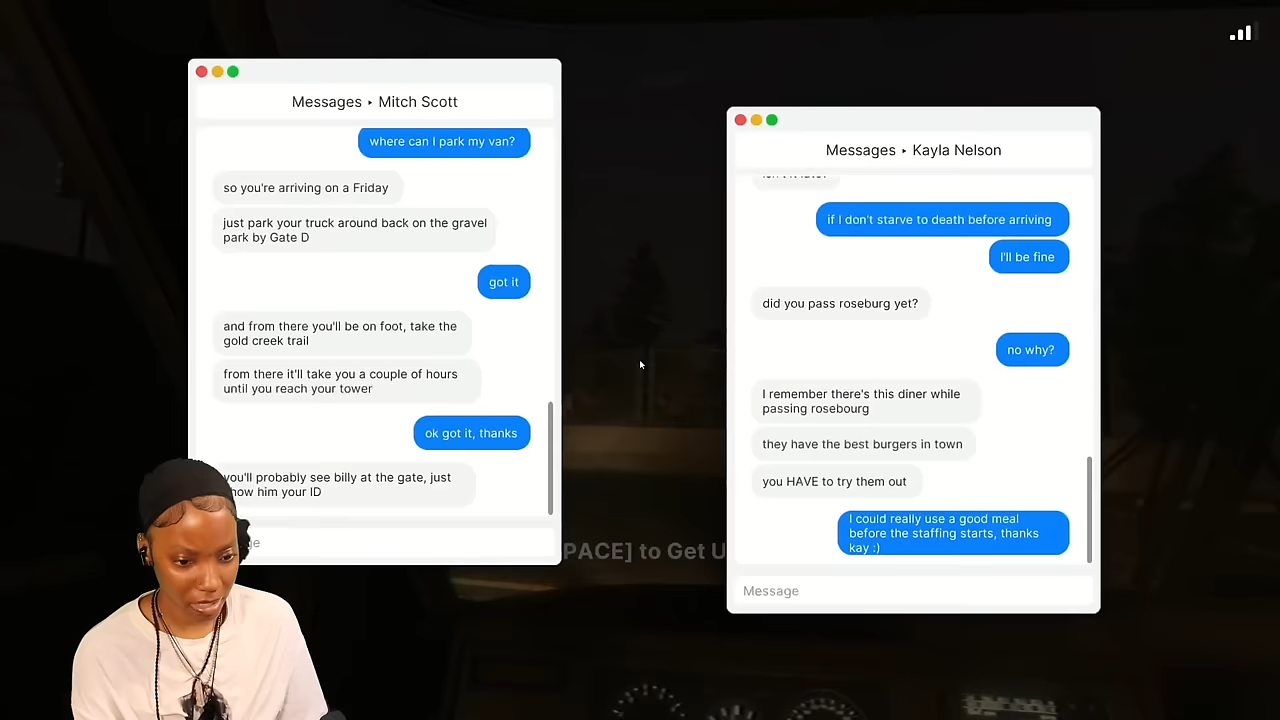 Messages ▸ Mitch Scott
where can I park my van?
so you're arriving on a Friday
just park your truck around back on the gravel
park by Gate D
got it
and from there you'll be on foot, take the
gold creek trail
from there it'll take you a couple of hours
until you reach your tower
ok got it, thanks
you'll probably see billy at the gate, just
how him your ID
ge
PACE] to Get U
Messages ▸ Kayla Nelson
if I don't starve to death before arriving
I'll be fine
did you pass roseburg yet?
no why?
I remember there's this diner while
passing rosebourg
they have the best burgers in town
you HAVE to try them out
I could really use a good meal
before the staffing starts, thanks
kay :)
Message